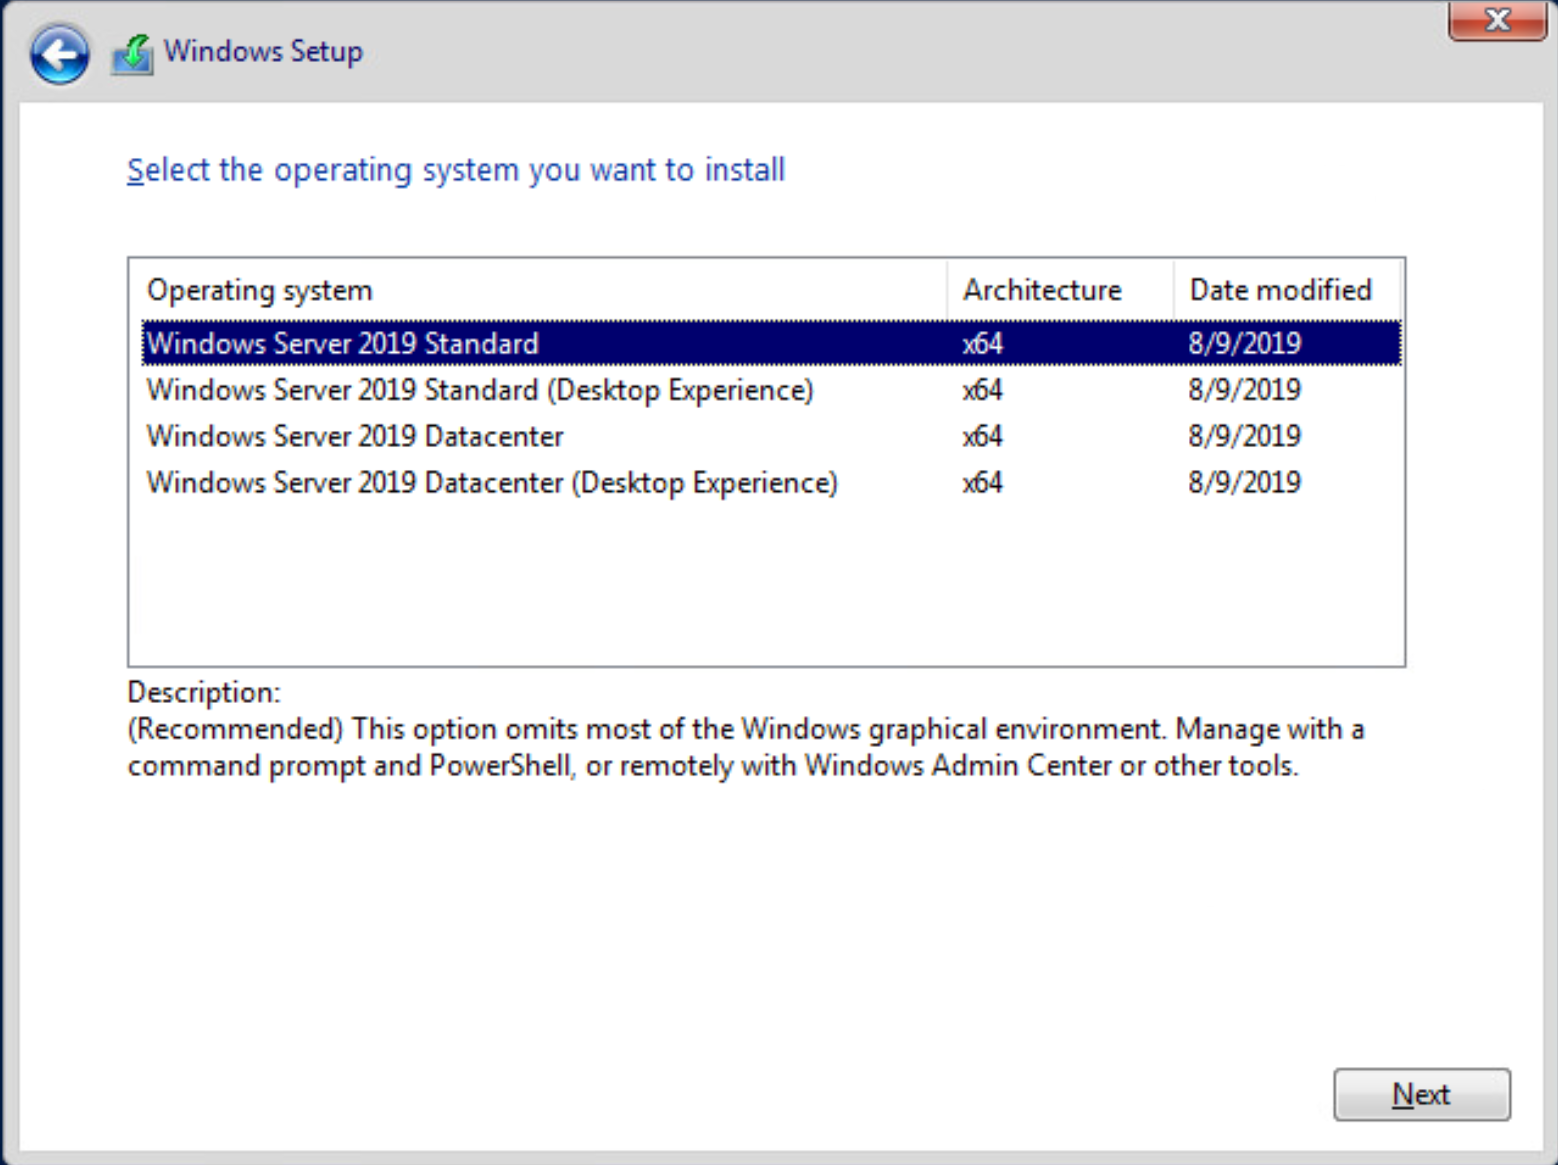 Windows Setup
Select the operating system you want to install
Operating system Architecture Date modified
Windows Server 2019 Standard x64 8/9/2019
Windows Server 2019 Standard (Desktop Experience) x64 8/9/2019
Windows Server 2019 Datacenter x64 8/9/2019
Windows Server 2019 Datacenter (Desktop Experience) x64 8/9/2019
Description:
(Recommended) This option omits most of the Windows graphical environment. Manage with a
command prompt and PowerShell, or remotely with Windows Admin Center or other tools.
Next